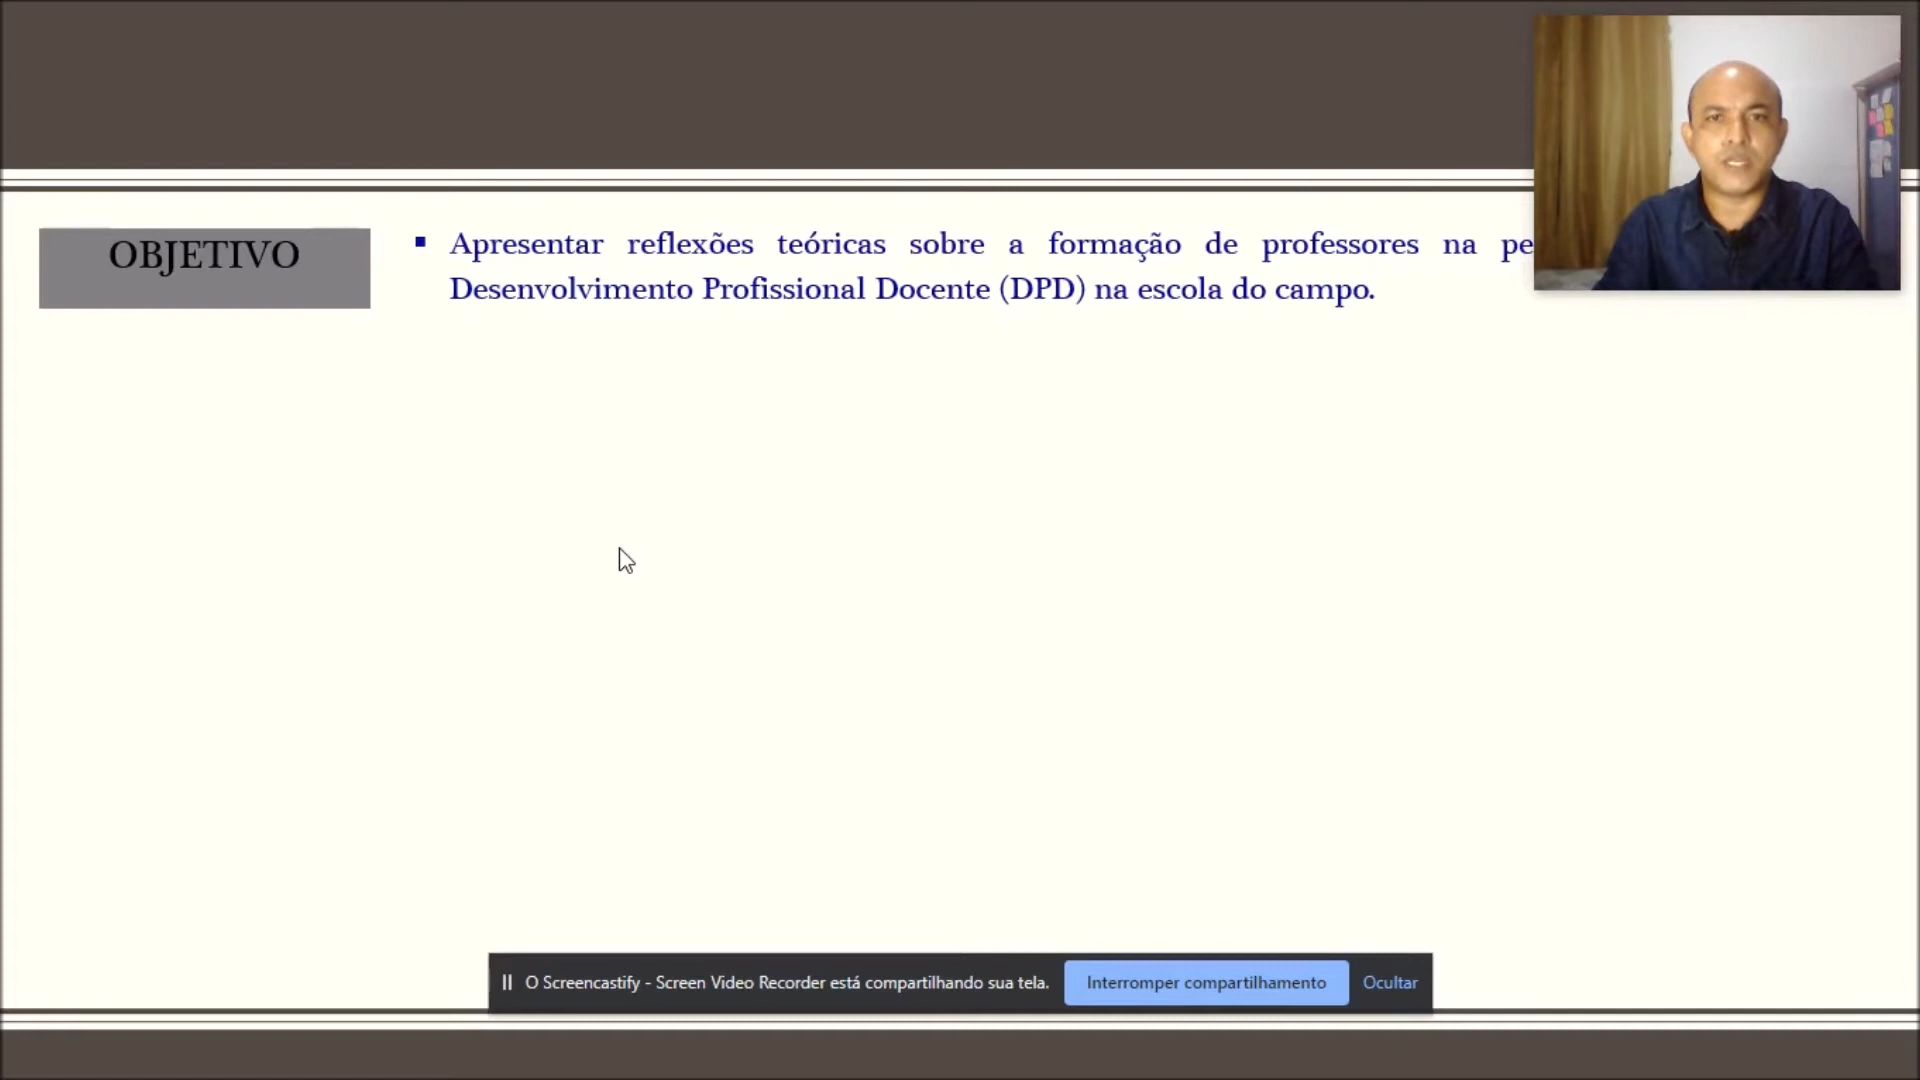 OBJETIVO
▪ Apresentar reflexões teóricas sobre a formação de professores na
Desenvolvimento Profissional Docente (DPD) na escola do campo.
O Screencastify - Screen Video Recorder está compartilhando sua tela.
Interromper compartilhamento
Ocultar